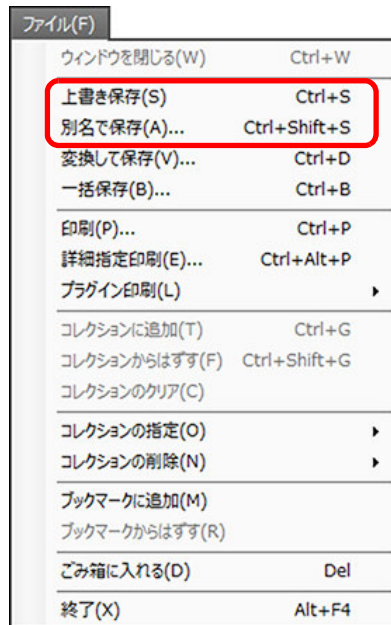 ファイル(F)
ウィンドウを閉じる(W) Ctrl+W
上書き保存(S) Ctrl+S
別名で保存(A)... Ctrl+Shift+S
変換して保存(V)... Ctrl+D
一括保存(B)... Ctrl+B
印刷(P)... Ctrl+P
詳細指定印刷(E)... Ctrl+Alt+P
プラグイン印刷(L)
コレクションに追加(T) Ctrl+G
コレクションからはずす(F) Ctrl+Shift+G
コレクションのクリア(C)
コレクションの指定(O)
コレクションの削除(N)
ブックマークに追加(M)
ブックマークからはずす(R)
ごみ箱に入れる(D) Del
終了(X) Alt+F4